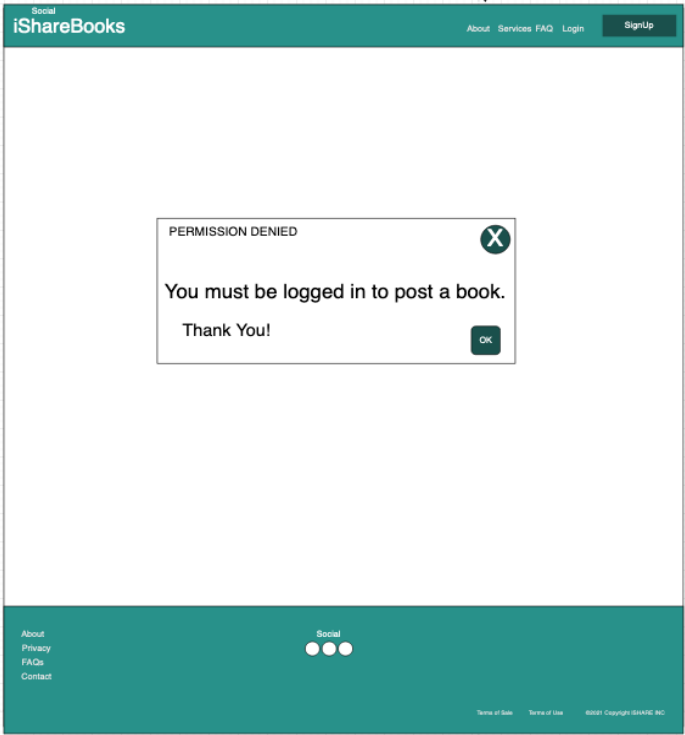 Social
iShareBooks
About Services FAQ Login SignUp
PERMISSION DENIED
X
You must be logged in to post a book.
Thank You!
OK
About
Privacy
FAQs
Contact
Social
Terms of Sale Terms of Use ©2021 Copyright ISHARE INC